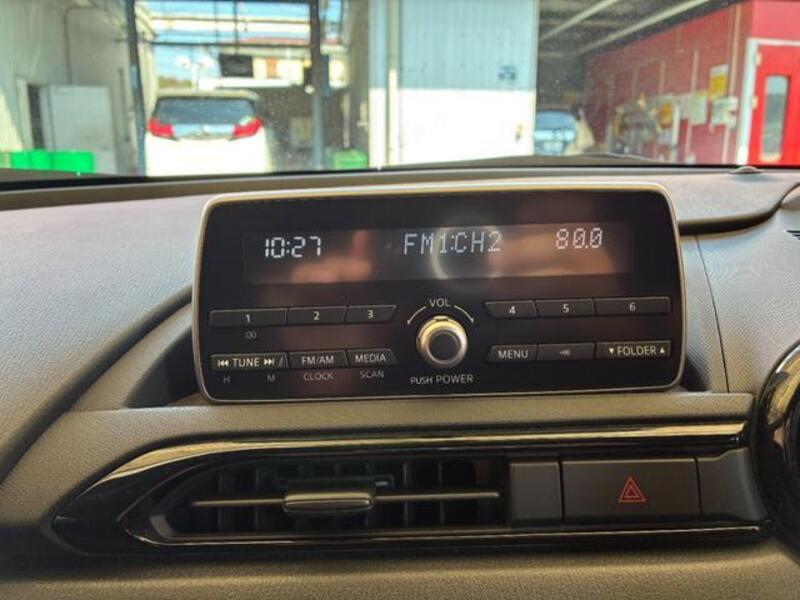 10:27 FM1:CH2 80.0
VOL
1 2 3 4 5 6
:00
TUNE FM/AM MEDIA MENU FOLDER
H M CLOCK SCAN PUSH POWER